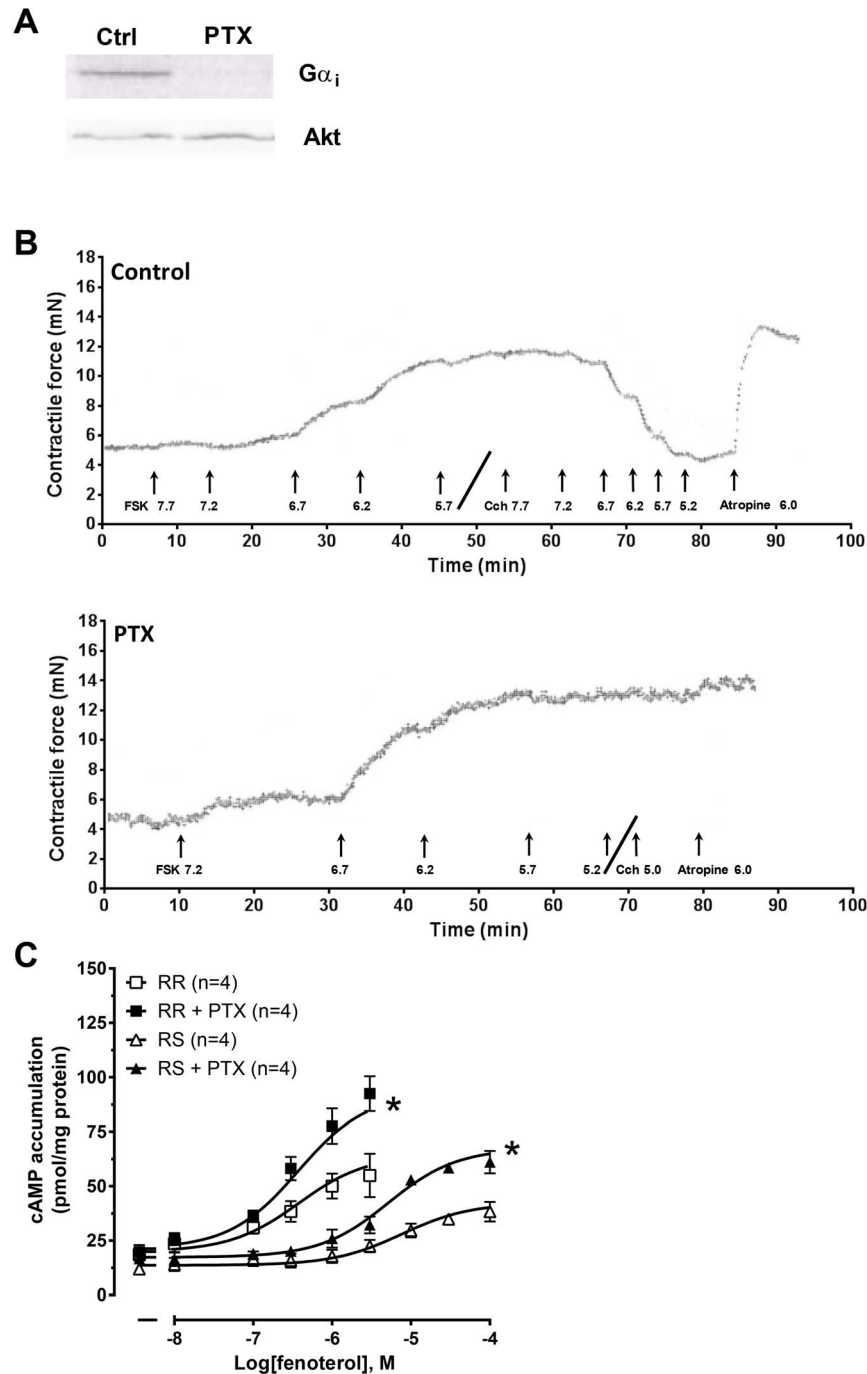 A
Ctrl PTX
Gαi
Akt
B
Control
Contractile force (mN)
18
16
14
12
10
8
6
4
2
0
FSK 7.7 7.2 6.7 6.2 5.7 Cch 7.7 7.2 6.7 6.2 5.7 5.2 Atropine 6.0
0 10 20 30 40 50 60 70 80 90 100
Time (min)
PTX
Contractile force (mN)
18
16
14
12
10
8
6
4
2
0
FSK 7.2 6.7 6.2 5.7 5.2 Cch 5.0 Atropine 6.0
0 10 20 30 40 50 60 70 80 90 100
Time (min)
C
cAMP accumulation
(pmol/mg protein)
150
125
100
75
50
25
0
RR (n=4)
RR + PTX (n=4)
RS (n=4)
RS + PTX (n=4)
*
*
-8 -7 -6 -5 -4
Log[fenoterol], M